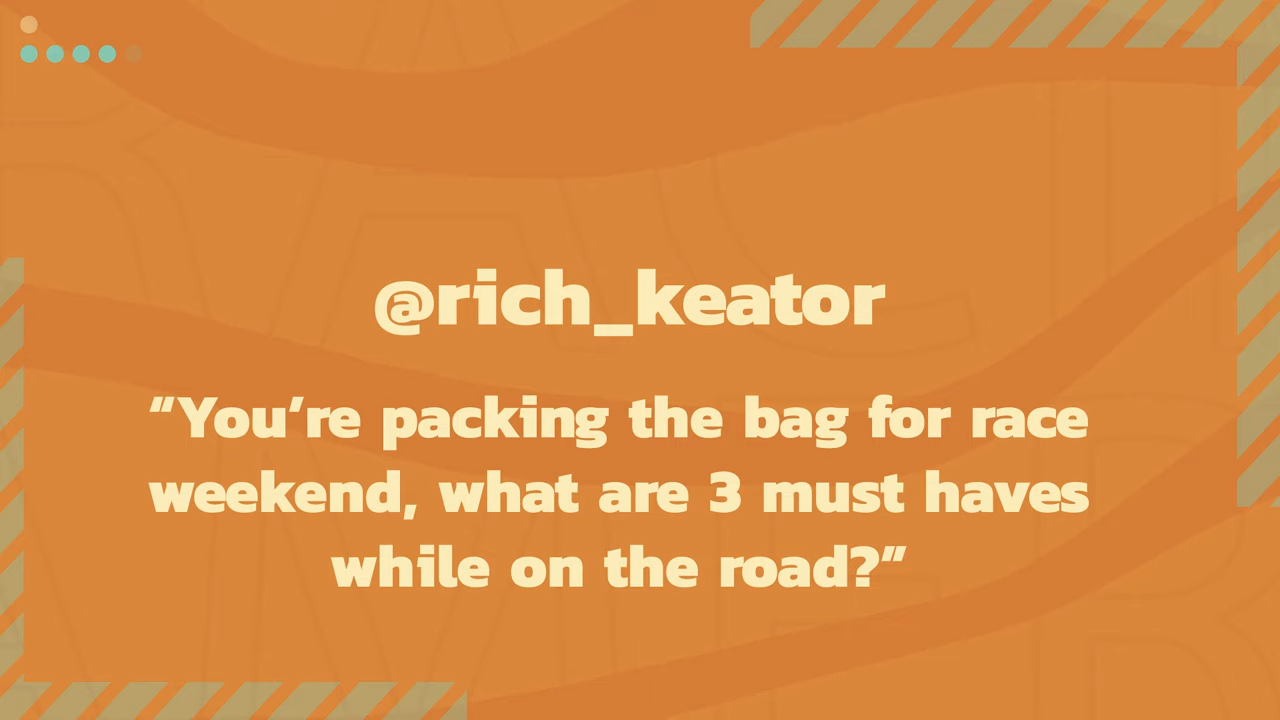 @rich_keator
“You’re packing the bag for race
weekend, what are 3 must haves
while on the road?”